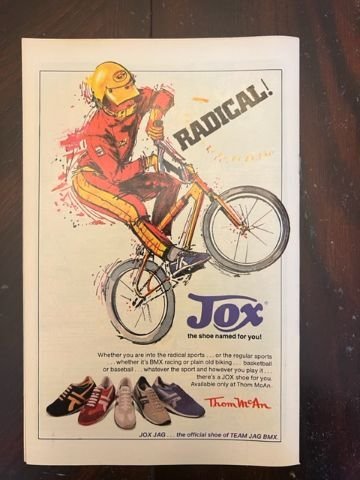 RADICAL!
Jox®
the shoe named for you!
Whether you are into the radical sports . . . or the regular sports
. . . whether it's BMX racing or plain old biking . . . basketball
or baseball . . . whatever the sport and however you play it . . .
there's a JOX shoe for you.
Available only at Thom McAn.
Thom McAn
JOX JAG . . . the official shoe of TEAM JAG BMX.